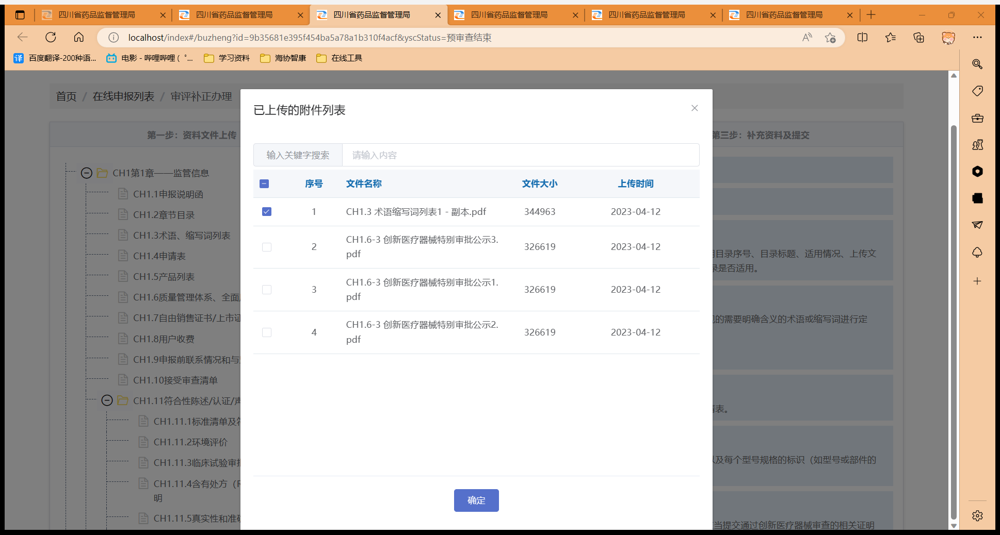 四川省药品监督管理局
四川省药品监督管理局
四川省药品监督管理局
四川省药品监督管理局
四川省药品监督管理局
四川省药品监督管理局
localhost/index#/buzheng?id=9b35681e395f454ba5a78a1b310f4acf&yscStatus=预审查结束
译 百度翻译-200种语...
电影 - 哔哩哔哩 ( ゜...
学习资料
海协智康
在线工具
首页 / 在线申报列表 / 审评补正办理
第一步：资料文件上传
CH1第1章——监管信息
CH1.1申报说明函
CH1.2章节目录
CH1.3术语、缩写词列表
CH1.4申请表
CH1.5产品列表
CH1.6质量管理体系、全面
CH1.7自由销售证书/上市证
CH1.8用户收费
CH1.9申报前联系情况和与
CH1.10接受审查清单
CH1.11符合性陈述/认证/声
CH1.11.1标准清单及符
CH1.11.2环境评价
CH1.11.3临床试验审批
CH1.11.4含有处方（R
明
CH1.11.5真实性和准确
已上传的附件列表
输入关键字搜索 请输入内容
序号 文件名称 文件大小 上传时间
1 CH1.3 术语缩写词列表1 - 副本.pdf 344963 2023-04-12
2 CH1.6-3 创新医疗器械特别审批公示3.
pdf 326619 2023-04-12
3 CH1.6-3 创新医疗器械特别审批公示1.
pdf 326619 2023-04-12
4 CH1.6-3 创新医疗器械特别审批公示2.
pdf 326619 2023-04-12
确定
第三步：补充资料及提交
目录序号、目录标题、适用情况、上传文
录是否适用。
的需要明确含义的术语或缩写词进行定
请表。
以及每个型号规格的标识（如型号或部件的
当提交通过创新医疗器械审查的相关证明